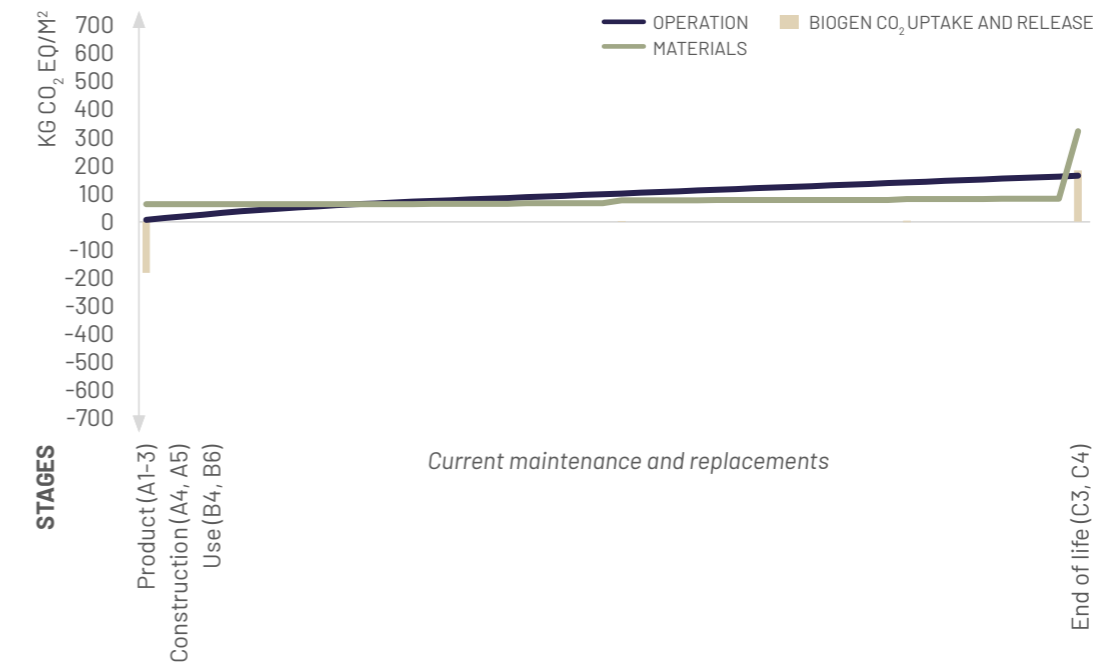 KG CO2 EQ/M²
700
600
500
400
300
200
100
0
-100
-200
-300
-400
-500
-600
-700
OPERATION
MATERIALS
BIOGEN CO2 UPTAKE AND RELEASE
STAGES
Product (A1-3)
Construction (A4, A5)
Use (B4, B6)
Current maintenance and replacements
End of life (C3, C4)